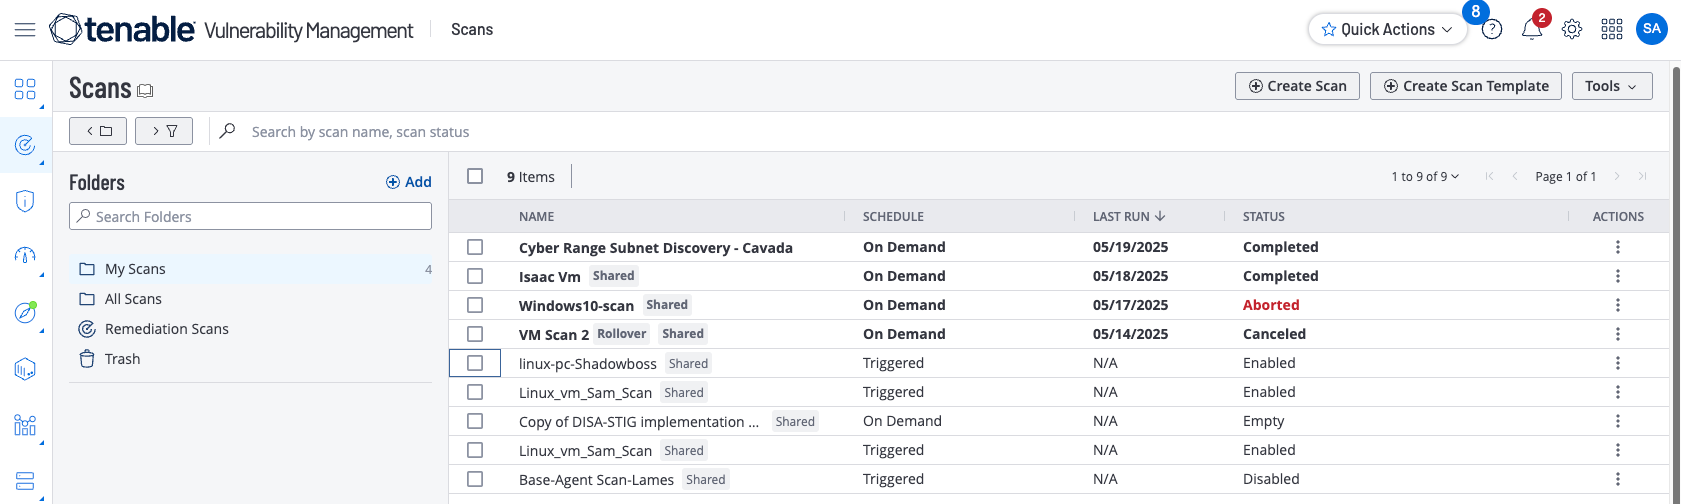 tenable Vulnerability Management Scans Quick Actions 8 2 SA
Scans Create Scan Create Scan Template Tools
Search by scan name, scan status
Folders Add
Search Folders
My Scans 4
All Scans
Remediation Scans
Trash
9 Items 1 to 9 of 9 Page 1 of 1
NAME SCHEDULE LAST RUN STATUS ACTIONS
Cyber Range Subnet Discovery - Cavada On Demand 05/19/2025 Completed
Isaac Vm Shared On Demand 05/18/2025 Completed
Windows10-scan Shared On Demand 05/17/2025 Aborted
VM Scan 2 Rollover Shared On Demand 05/14/2025 Canceled
linux-pc-Shadowboss Shared Triggered N/A Enabled
Linux_vm_Sam_Scan Shared Triggered N/A Enabled
Copy of DISA-STIG implementation ... Shared On Demand N/A Empty
Linux_vm_Sam_Scan Shared Triggered N/A Enabled
Base-Agent Scan-Lames Shared Triggered N/A Disabled